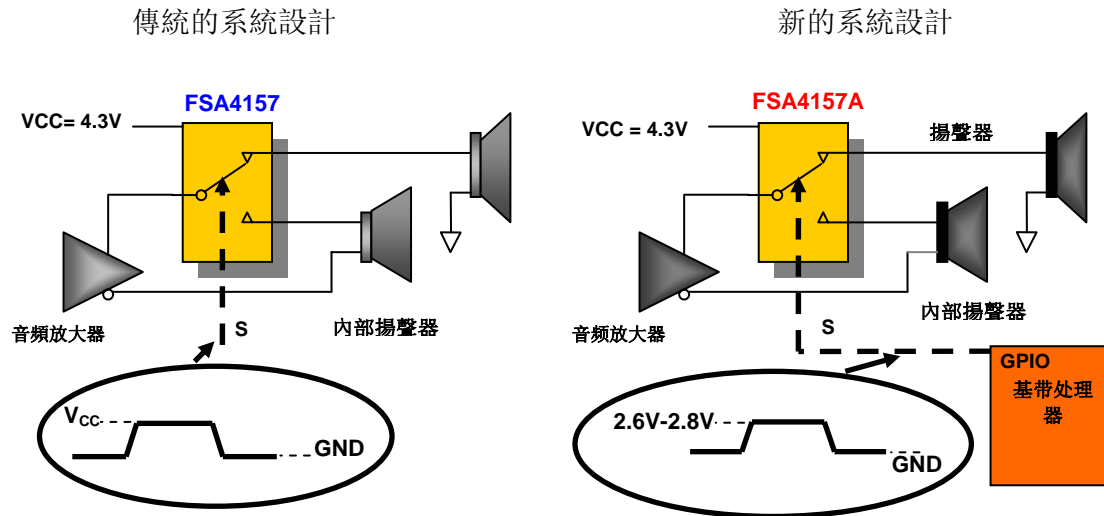 傳統的系統設計
FSA4157
VCC= 4.3V
音頻放大器
S
內部揚聲器
VCC
GND
新的系統設計
FSA4157A
VCC = 4.3V
揚聲器
音頻放大器
S
內部揚聲器
GPIO
基带处理
器
2.6V-2.8V
GND